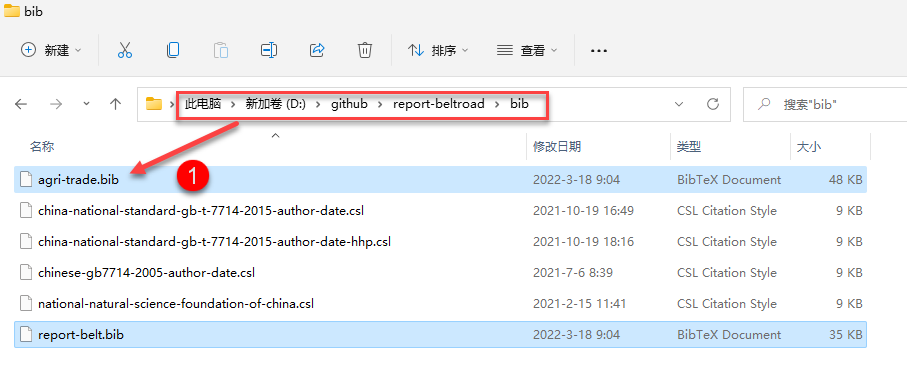 bib
新建 排序 查看
此电脑 新加卷 (D:) github report-beltroad bib 搜索"bib"
名称 修改日期 类型 大小
agri-trade.bib 2022-3-18 9:04 BibTeX Document 48 KB
1
china-national-standard-gb-t-7714-2015-author-date.csl 2021-10-19 16:49 CSL Citation Style 9 KB
china-national-standard-gb-t-7714-2015-author-date-hhp.csl 2021-10-19 18:16 CSL Citation Style 9 KB
chinese-gb7714-2005-author-date.csl 2021-7-6 8:39 CSL Citation Style 9 KB
national-natural-science-foundation-of-china.csl 2021-2-15 11:41 CSL Citation Style 9 KB
report-belt.bib 2022-3-18 9:04 BibTeX Document 35 KB